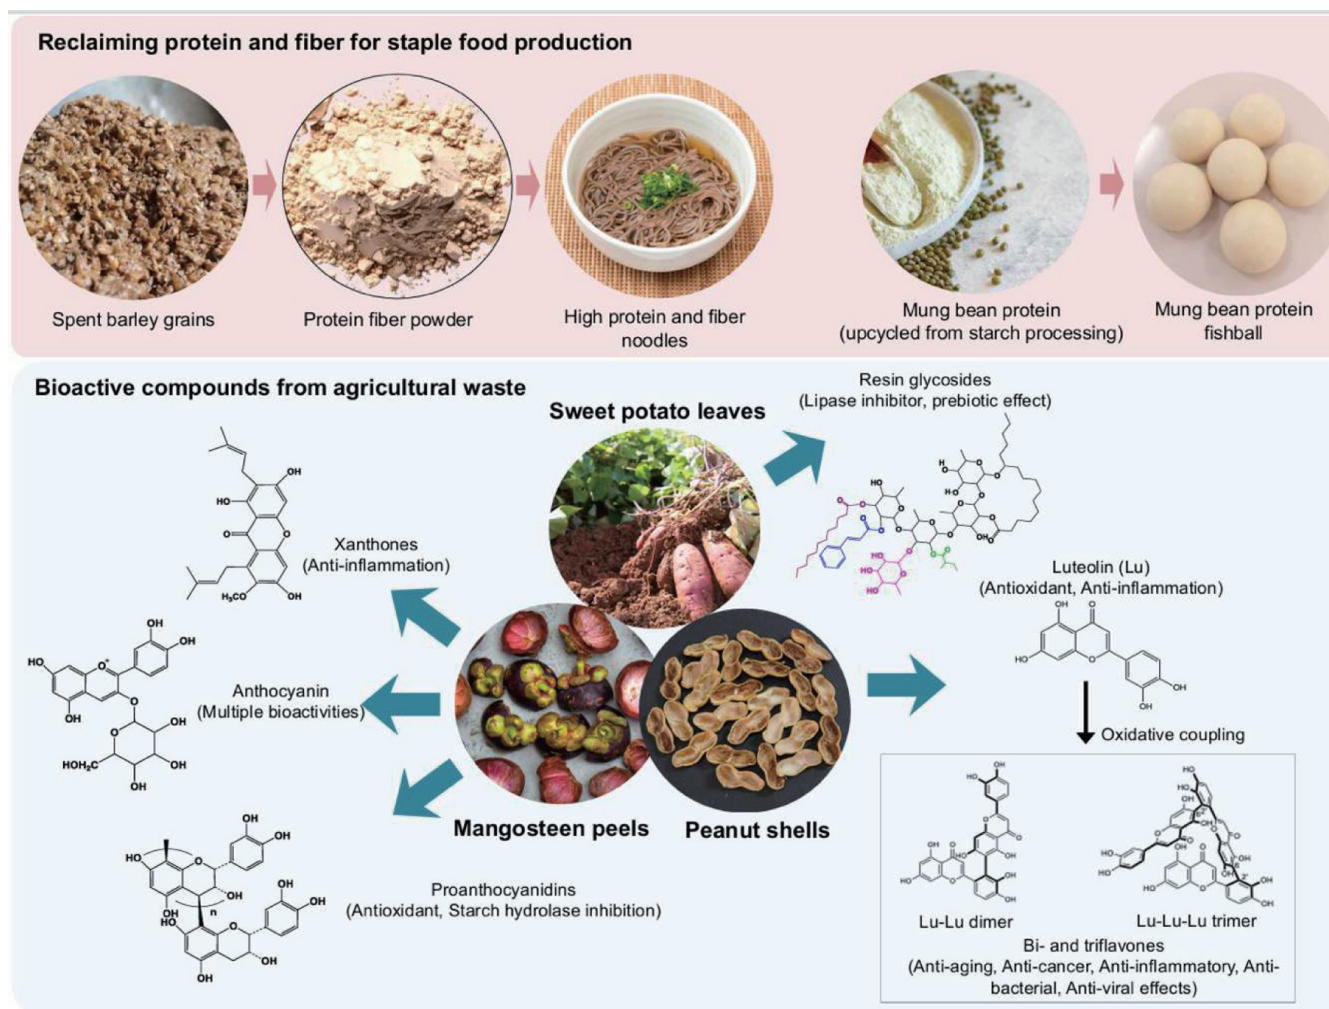 Reclaiming protein and fiber for staple food production
Spent barley grains
Protein fiber powder
High protein and fiber
noodles
Mung bean protein
(upcycled from starch processing)
Mung bean protein
fishball
Bioactive compounds from agricultural waste
Sweet potato leaves
Resin glycosides
(Lipase inhibitor, prebiotic effect)
Xanthones
(Anti-inflammation)
Luteolin (Lu)
(Antioxidant, Anti-inflammation)
Anthocyanin
(Multiple bioactivities)
Oxidative coupling
Mangosteen peels
Peanut shells
Proanthocyanidins
(Antioxidant, Starch hydrolase inhibition)
Lu-Lu dimer
Lu-Lu-Lu trimer
Bi- and triflavones
(Anti-aging, Anti-cancer, Anti-inflammatory, Anti-
bacterial, Anti-viral effects)